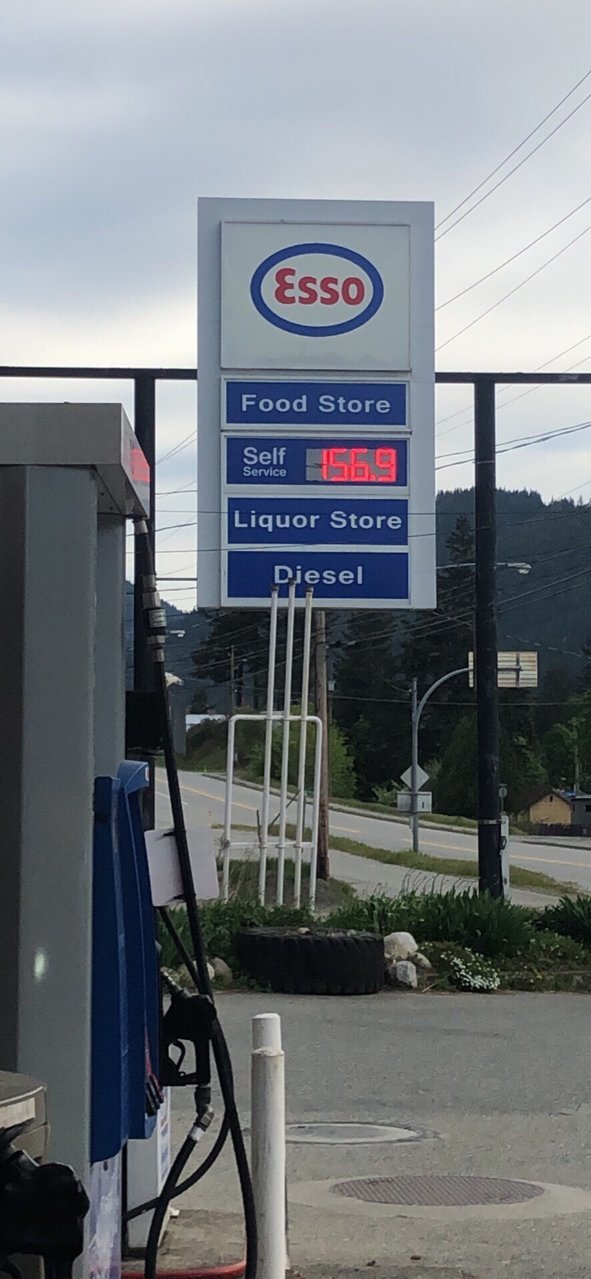 Esso
Food Store
Self
Service
156.9
Liquor Store
Diesel